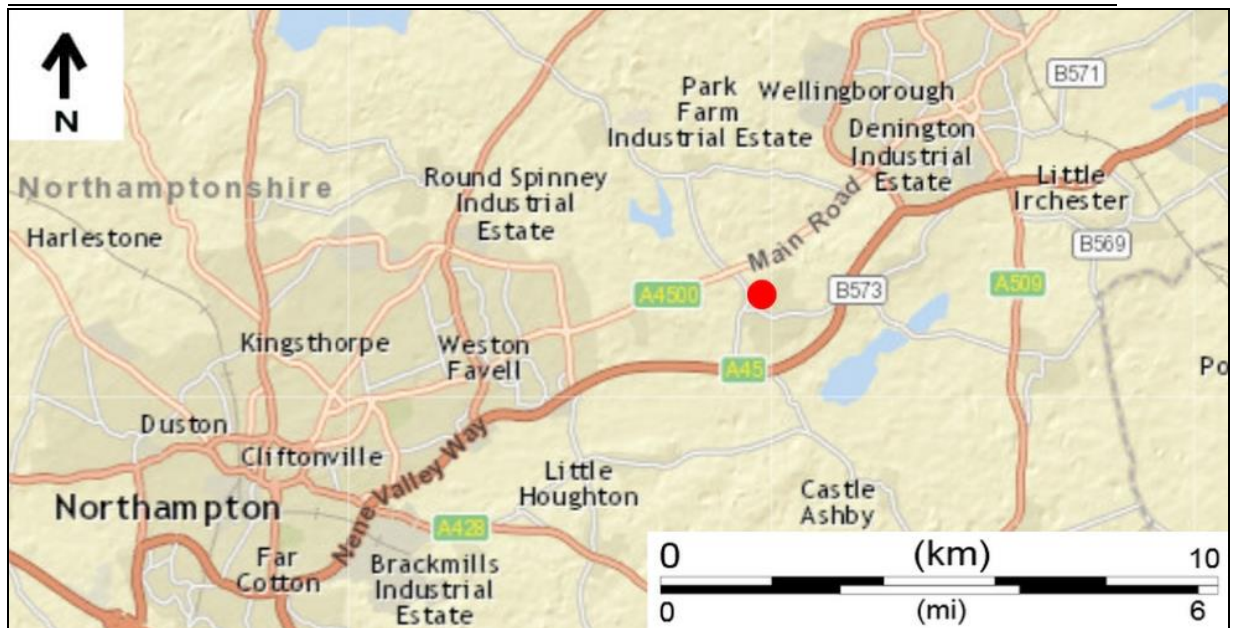 N
Northamptonshire
Harlestone
Round Spinney
Industrial
Estate
Park
Farm
Industrial Estate
Wellingborough
B571
Denington
Industrial
Estate
Little
Irchester
B569
Main Road
A4500
B573
A509
Kingsthorpe
Weston
Favell
A45
Po
Duston
Cliftonville
Nene Valley Way
Little
Houghton
Castle
Ashby
Northampton
A428
Far
Cotton
Brackmills
Industrial
Estate
0 (km) 10
0 (mi) 6